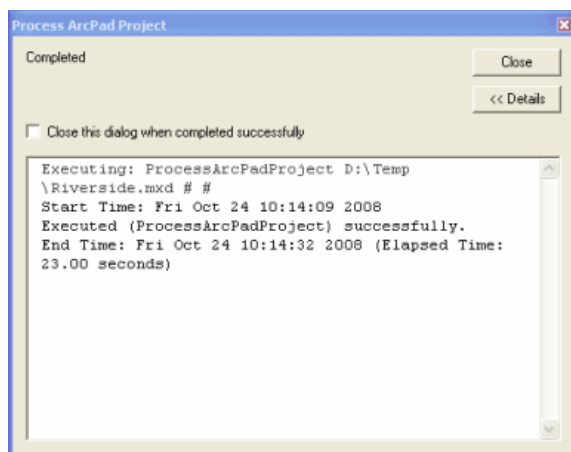 Process ArcPad Project
Completed
Close
<< Details
Close this dialog when completed successfully
Executing: ProcessArcPadProject D:\Temp
\Riverside.mxd # #
Start Time: Fri Oct 24 10:14:09 2008
Executed (ProcessArcPadProject) successfully.
End Time: Fri Oct 24 10:14:32 2008 (Elapsed Time:
23.00 seconds)